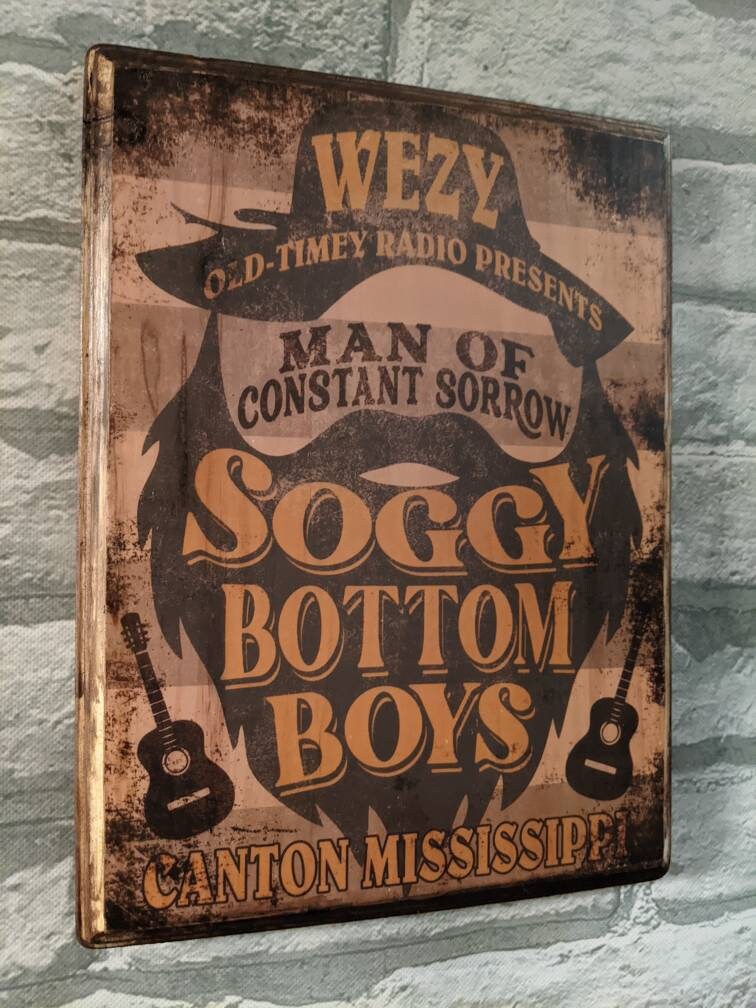 WEZY
OLD-TIMEY RADIO PRESENTS
MAN OF
CONSTANT SORROW
SOGGY
BOTTOM
BOYS
CANTON MISSISSIPPI